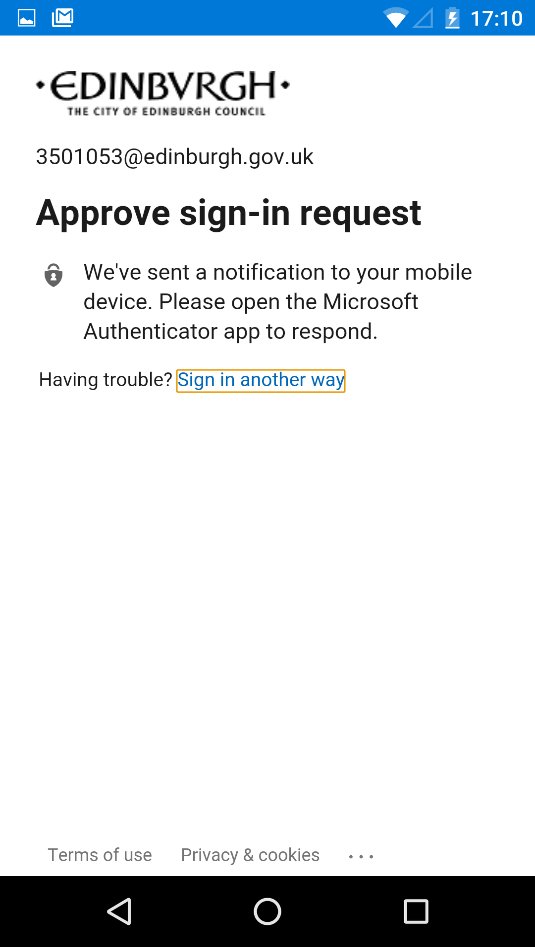 17:10
EDINBVRGH
THE CITY OF EDINBURGH COUNCIL
3501053@edinburgh.gov.uk
Approve sign-in request
We've sent a notification to your mobile
device. Please open the Microsoft
Authenticator app to respond.
Having trouble? Sign in another way
Terms of use Privacy & cookies ...